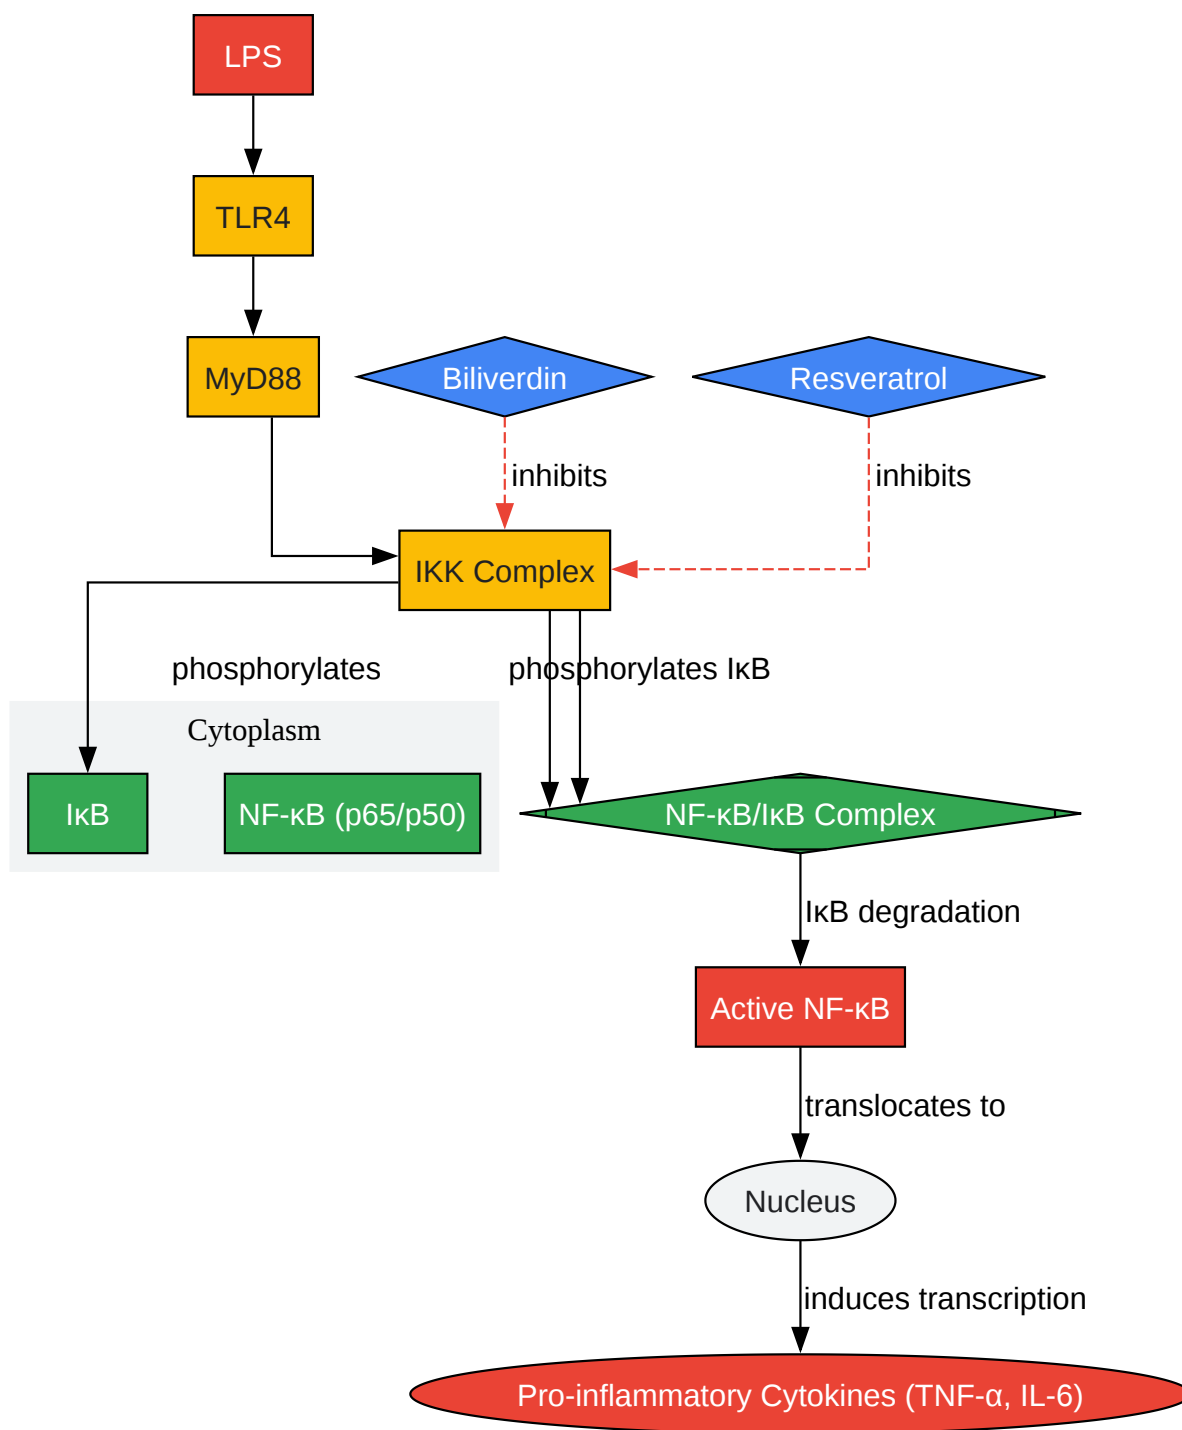 LPS
TLR4
MyD88
Biliverdin
Resveratrol
inhibits
inhibits
IKK Complex
phosphorylates
phosphorylates IκB
Cytoplasm
IκB
NF-κB (p65/p50)
NF-κB/IκB Complex
IκB degradation
Active NF-κB
translocates to
Nucleus
induces transcription
Pro-inflammatory Cytokines (TNF-α, IL-6)